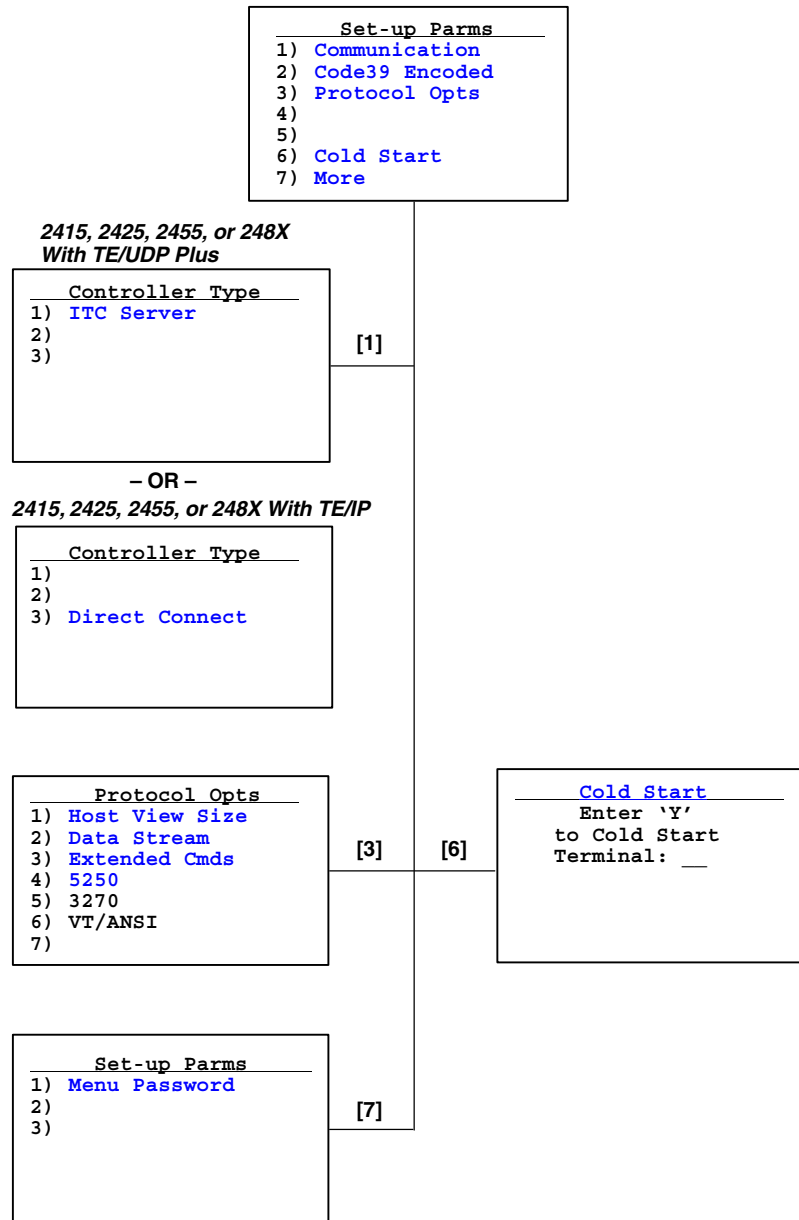 Set-up Parms
1) Communication
2) Code39 Encoded
3) Protocol Opts
4)
5)
6) Cold Start
7) More
2415, 2425, 2455, or 248X
With TE/UDP Plus
Controller Type
1) ITC Server
2)
3)
[1]
– OR –
2415, 2425, 2455, or 248X With TE/IP
Controller Type
1)
2)
3) Direct Connect
Protocol Opts
1) Host View Size
2) Data Stream
3) Extended Cmds
4) 5250
5) 3270
6) VT/ANSI
7)
[3]
[6]
Cold Start
Enter ‘Y’
to Cold Start
Terminal: __
Set-up Parms
1) Menu Password
2)
3)
[7]